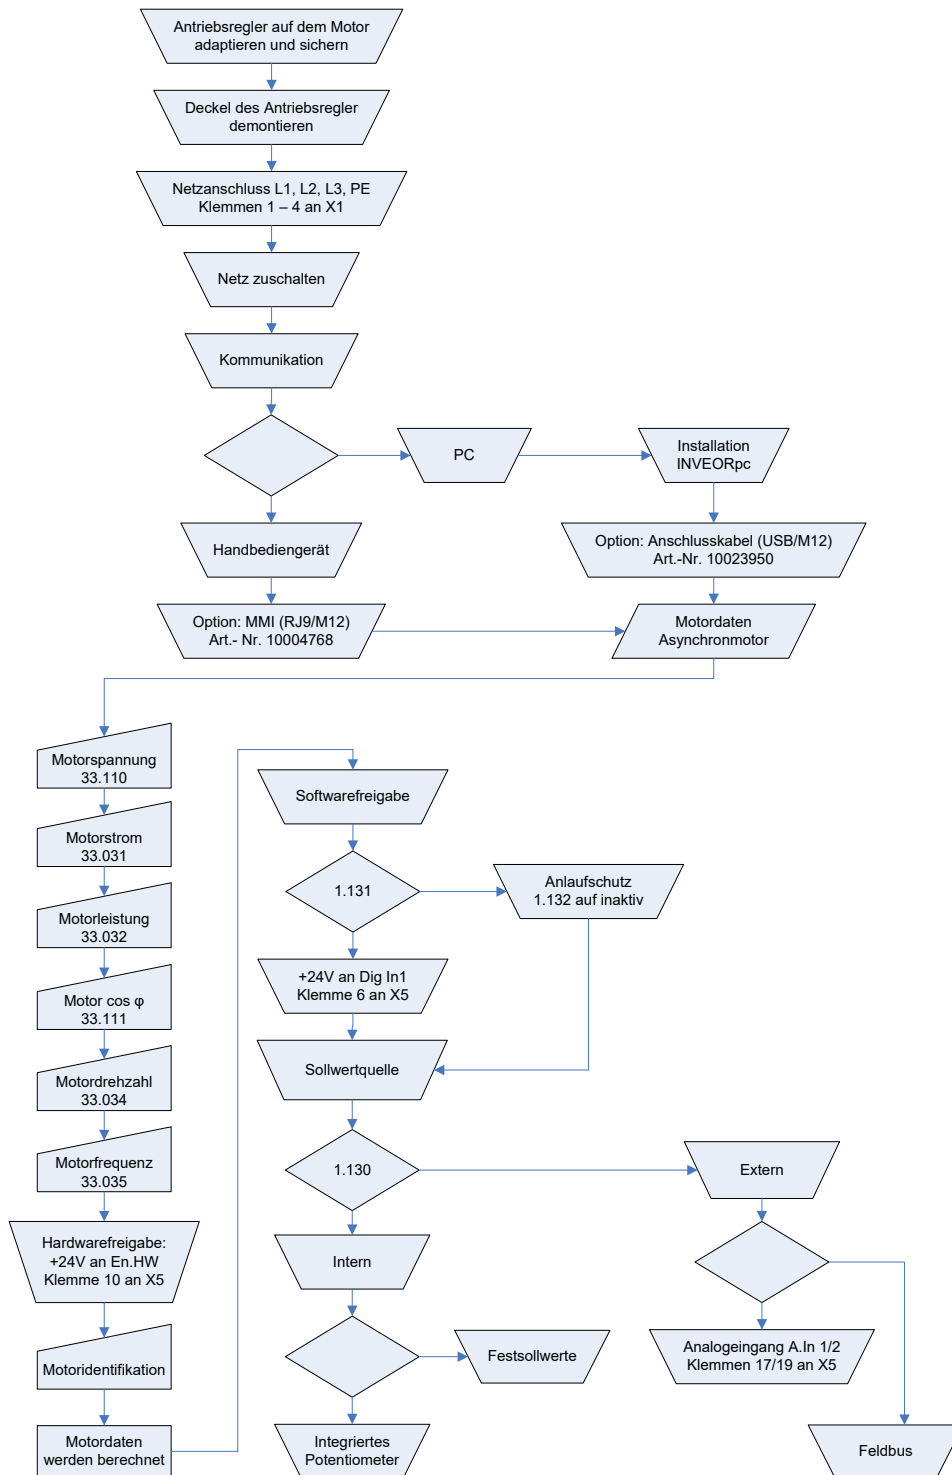 Antriebsregler auf dem Motor
adaptieren und sichern
Deckel des Antriebsregler
demontieren
Netzanschluss L1, L2, L3, PE
Klemmen 1 – 4 an X1
Netz zuschalten
Kommunikation
PC
Installation
INVEORpc
Handbediengerät
Option: Anschlusskabel (USB/M12)
Art.-Nr. 10023950
Option: MMI (RJ9/M12)
Art.- Nr. 10004768
Motordaten
Asynchronmotor
Motorspannung
33.110
Motorstrom
33.031
Motorleistung
33.032
Motor cos φ
33.111
Motordrehzahl
33.034
Motorfrequenz
33.035
Hardwarefreigabe:
+24V an En.HW
Klemme 10 an X5
Motoridentifikation
Motordaten
werden berechnet
Softwarefreigabe
1.131
Anlaufschutz
1.132 auf inaktiv
+24V an Dig In1
Klemme 6 an X5
Sollwertquelle
1.130
Extern
Intern
Festsollwerte
Analogeingang A.In 1/2
Klemmen 17/19 an X5
Integriertes
Potentiometer
Feldbus